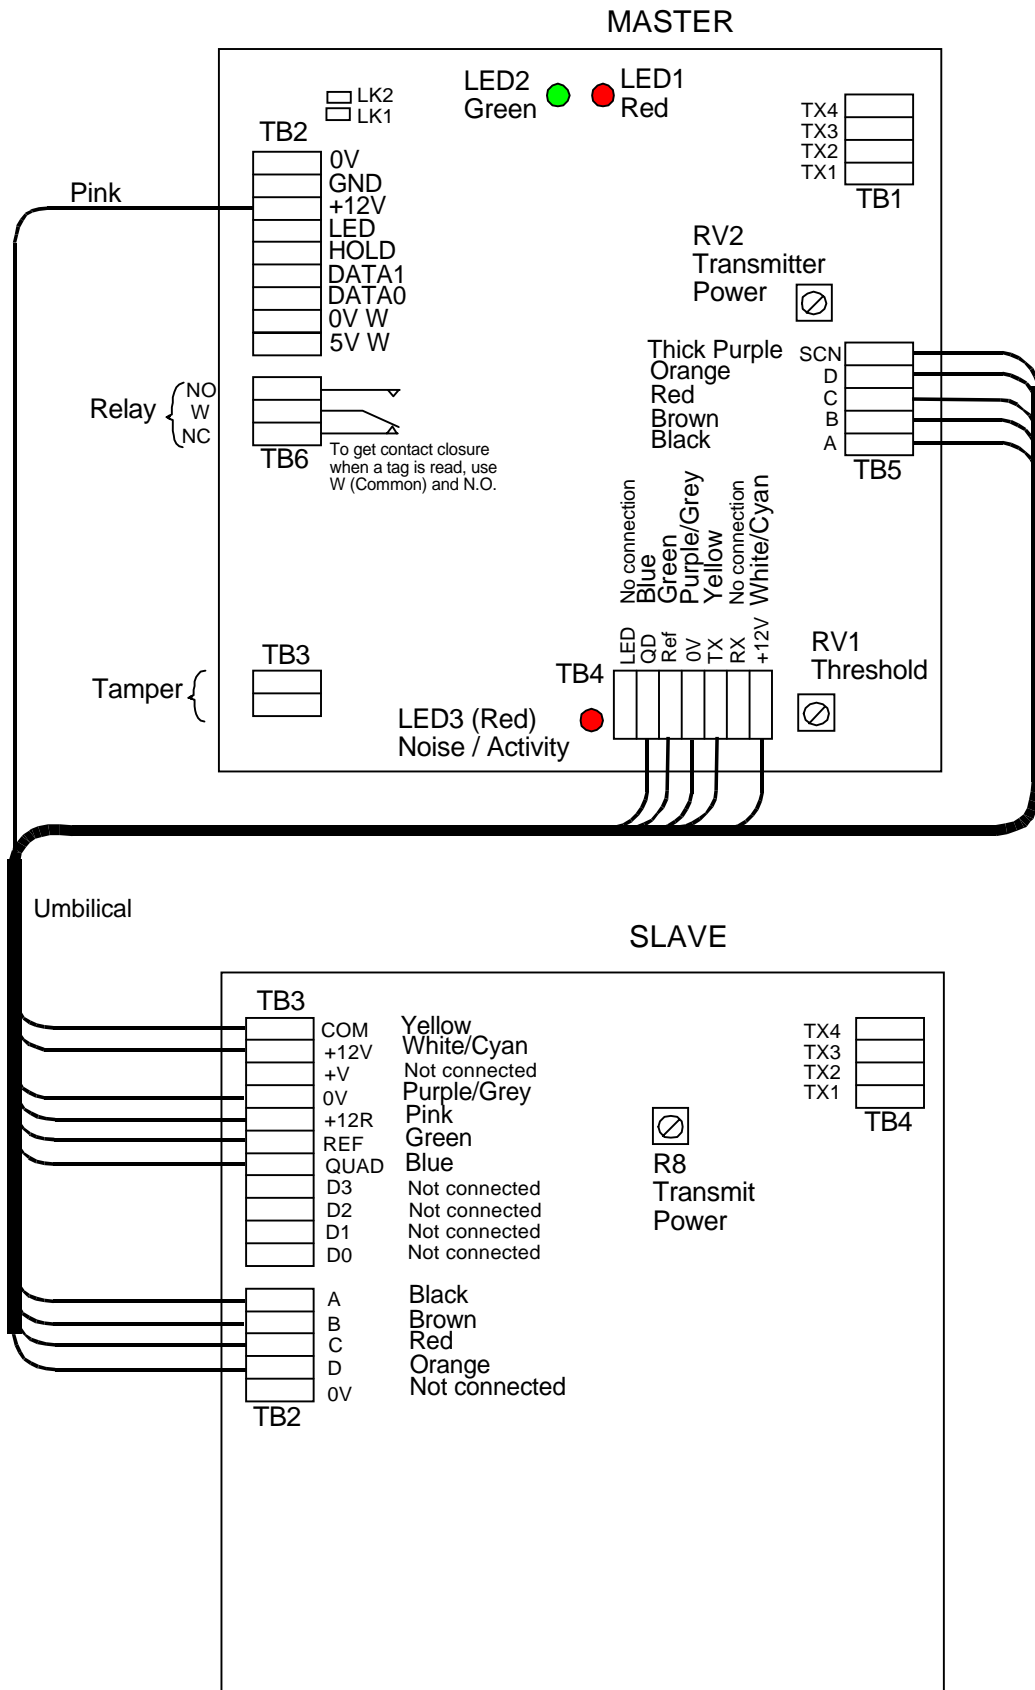 MASTER
LED2
Green
LED1
Red
LK2
LK1
TB2
0V
GND
+12V
LED
HOLD
DATA1
DATA0
0V W
5V W
Pink
TX4
TX3
TX2
TX1
TB1
RV2
Transmitter
Power
Relay
NO
W
NC
TB6
To get contact closure
when a tag is read, use
W (Common) and N.O.
Thick Purple SCN
Orange D
Red C
Brown B
Black A
TB5
No connection
Blue
Green
Purple/Grey
Yellow
No connection
White/Cyan
LED
QD
Ref
0V
TX
RX
+12V
TB4
RV1
Threshold
TB3
Tamper
LED3 (Red)
Noise / Activity
Umbilical
SLAVE
TB3
COM Yellow
+12V White/Cyan
+V Not connected
0V Purple/Grey
+12R Pink
REF Green
QUAD Blue
D3 Not connected
D2 Not connected
D1 Not connected
D0 Not connected
TX4
TX3
TX2
TX1
TB4
R8
Transmit
Power
A Black
B Brown
C Red
D Orange
0V Not connected
TB2